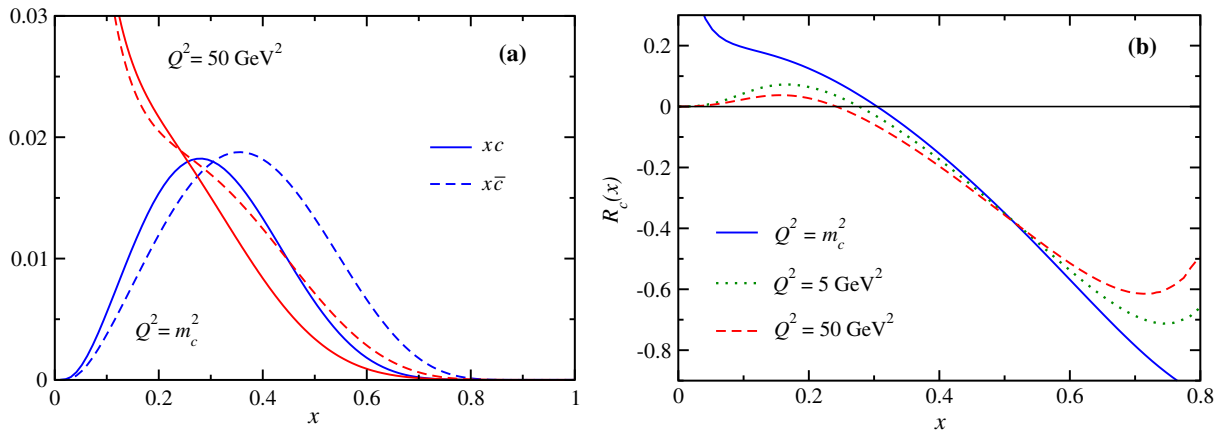 0.03
0.02
0.01
0
0
0.2
0.4
0.6
0.8
1
x
(a)
Q² = 50 GeV²
xc
xc̄
Q² = m_c²
0.2
0
-0.2
-0.4
-0.6
-0.8
R_c(x)
0
0.2
0.4
0.6
0.8
x
(b)
Q² = m_c²
Q² = 5 GeV²
Q² = 50 GeV²